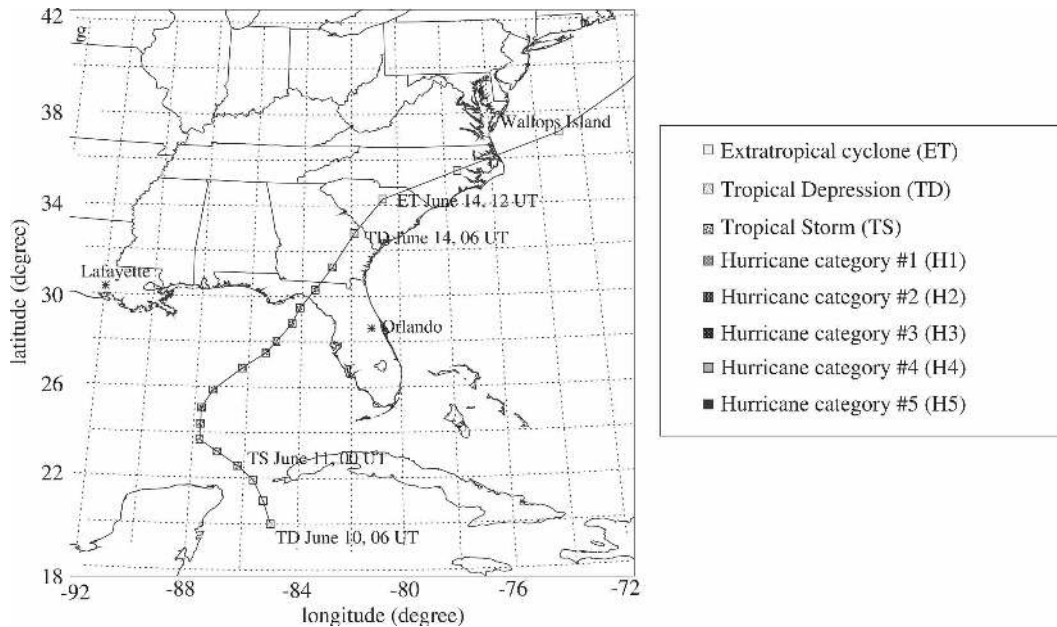 42
38
34
30
26
22
18
latitude (degree)
-92
-88
-84
-80
-76
-72
longitude (degree)
Wallops Island
ET June 14, 12 UT
TD June 14, 06 UT
Lafayette
Orlando
TS June 11, 00 UT
TD June 10, 06 UT
Extratropical cyclone (ET)
Tropical Depression (TD)
Tropical Storm (TS)
Hurricane category #1 (H1)
Hurricane category #2 (H2)
Hurricane category #3 (H3)
Hurricane category #4 (H4)
Hurricane category #5 (H5)